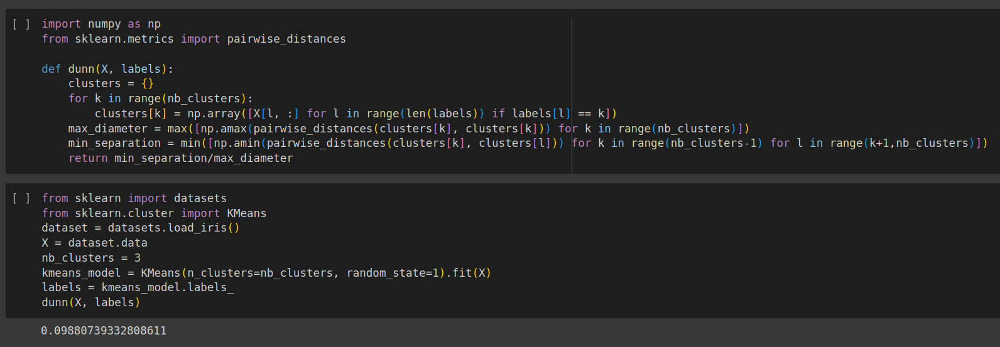 [ ] import numpy as np
from sklearn.metrics import pairwise_distances
def dunn(X, labels):
clusters = {}
for k in range(nb_clusters):
clusters[k] = np.array([X[l, :] for l in range(len(labels)) if labels[l] == k])
max_diameter = max([np.amax(pairwise_distances(clusters[k], clusters[k])) for k in range(nb_clusters)])
min_separation = min([np.amin(pairwise_distances(clusters[k], clusters[l])) for k in range(nb_clusters-1) for l in range(k+1,nb_clusters)])
return min_separation/max_diameter
[ ] from sklearn import datasets
from sklearn.cluster import KMeans
dataset = datasets.load_iris()
X = dataset.data
nb_clusters = 3
kmeans_model = KMeans(n_clusters=nb_clusters, random_state=1).fit(X)
labels = kmeans_model.labels_
dunn(X, labels)
0.09880739332808611